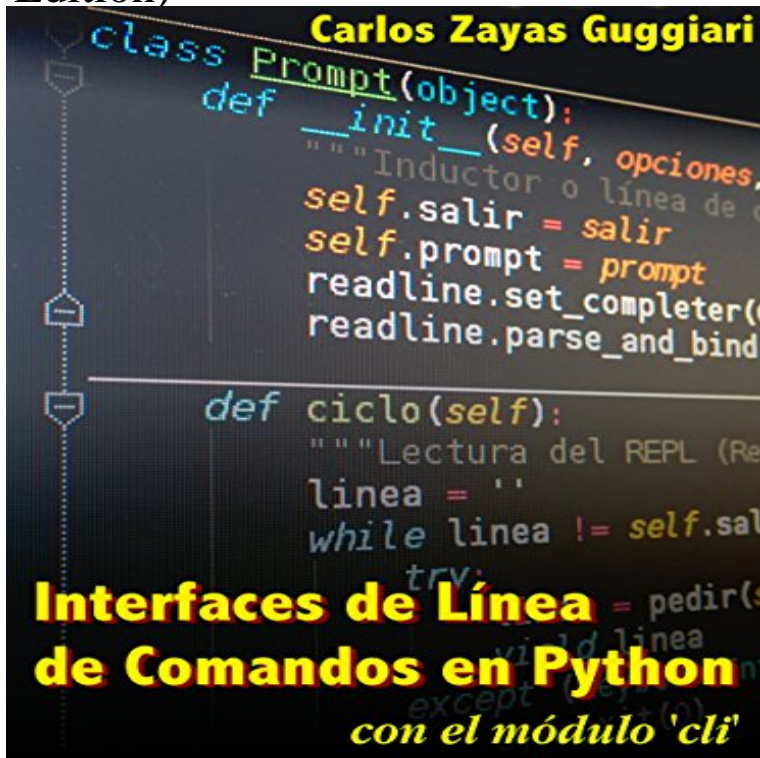 Edition)
Carlos Zayas Guggiari
class Prompt(object):
def __init__(self, opciones,
"""Inductor o línea de
self.salir = salir
self.prompt = prompt
readline.set_completer(
readline.parse_and_bind
def ciclo(self):
"""Lectura del REPL (Re
linea = ''
while linea != self.sal
try:
Interfaces de Línea
= pedir(s
de Comandos en Python
linea
except
con el módulo 'cli'